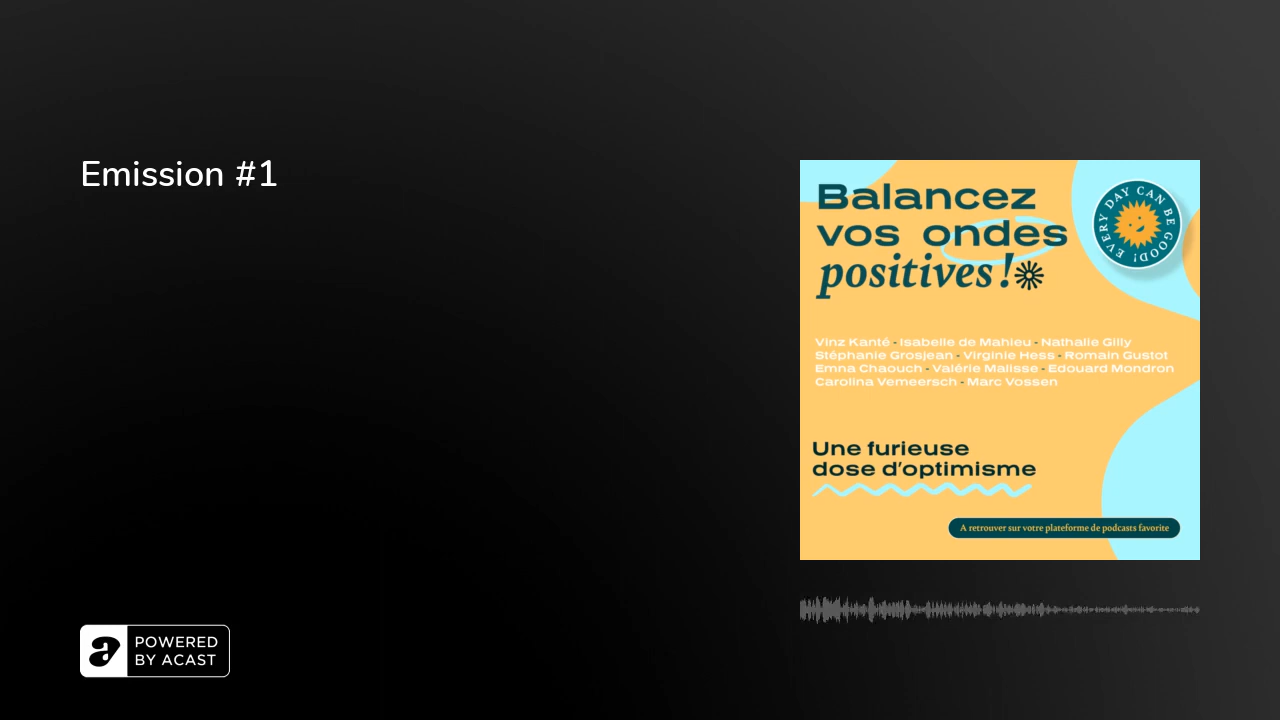 Emission #1
Balancez
vos ondes
positives !
EVERY DAY CAN BE GOOD!
Vinz Kanté - Isabelle de Mahieu - Nathalie Gilly
Stéphanie Grosjean - Virginie Hess - Romain Gustot
Emna Chaouch - Valérie Malisse - Edouard Mondron
Carolina Vemeersch - Marc Vossen
Une furieuse
dose d'optimisme
A retrouver sur votre plateforme de podcasts favorite
POWERED
BY ACAST